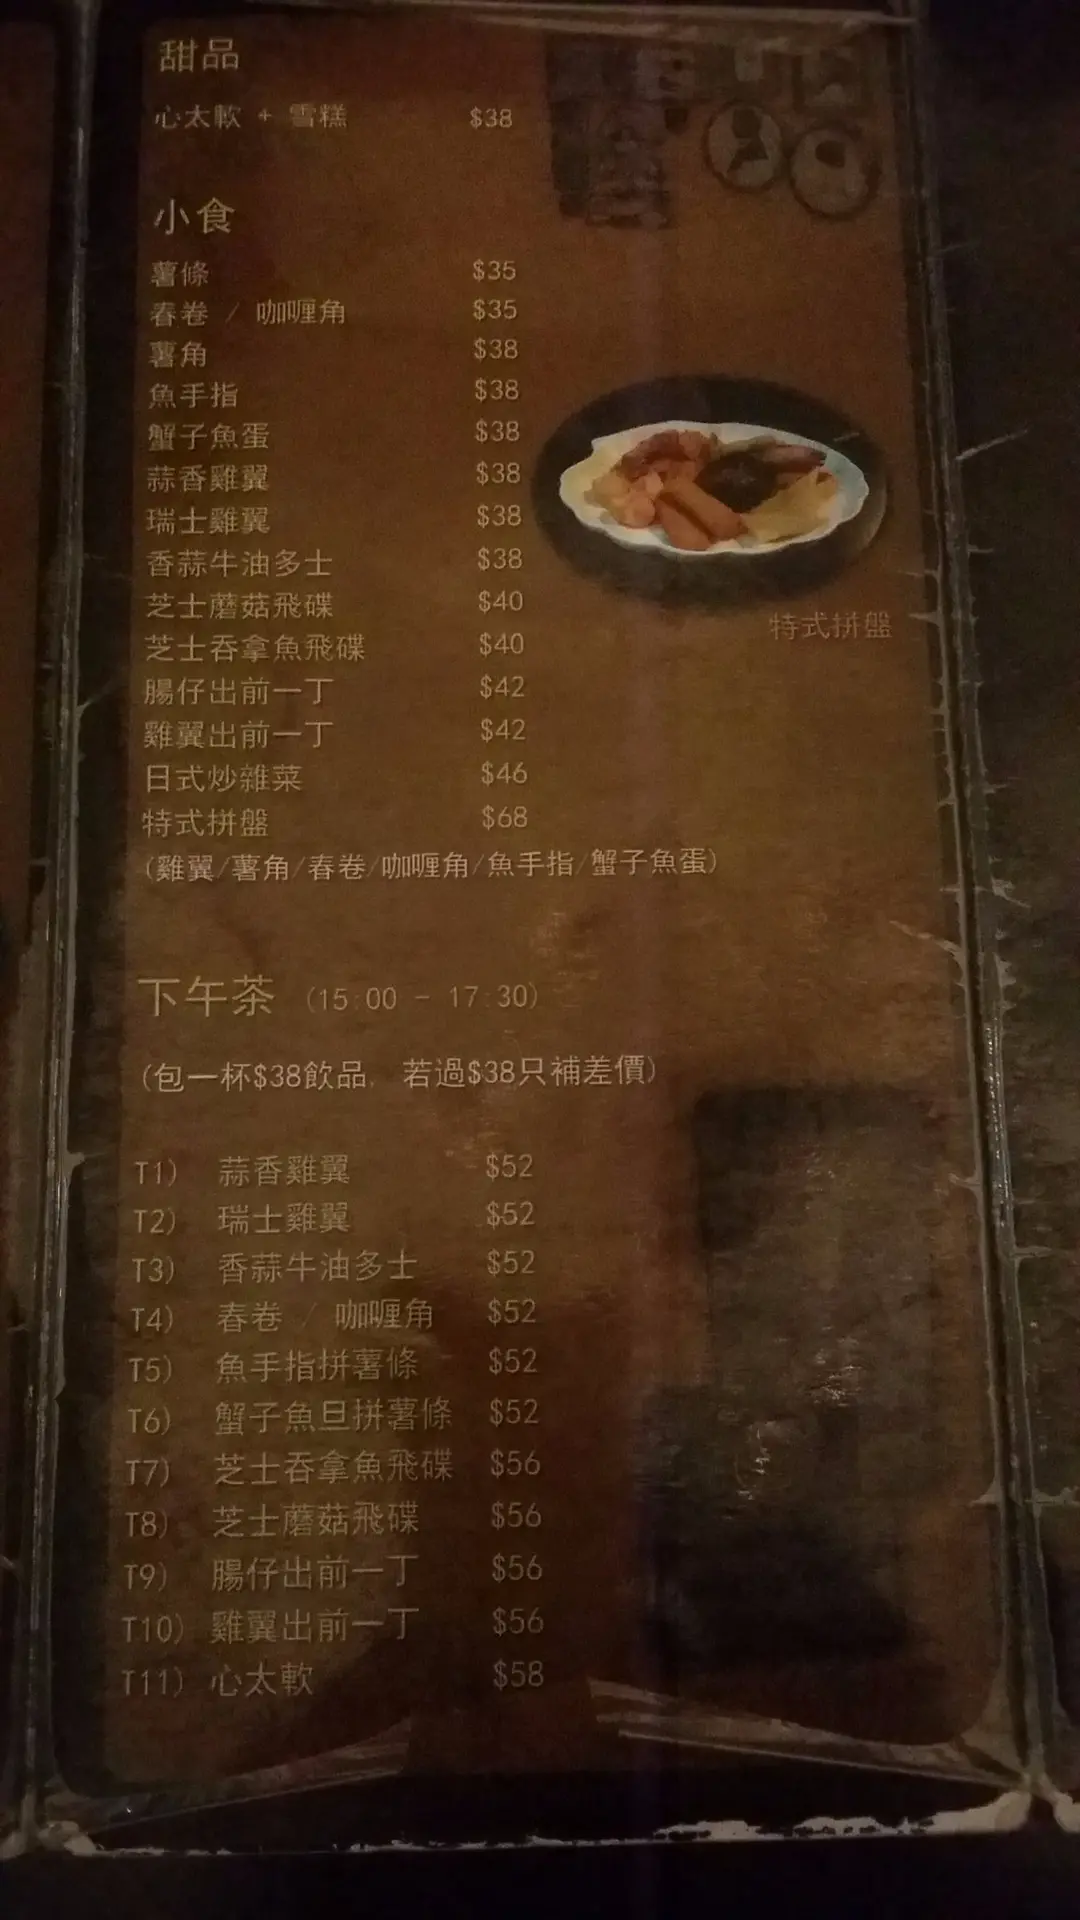 甜品
心太軟 + 雪糕 $38
小食
薯條 $35
春卷 / 咖喱角 $35
薯角 $38
魚手指 $38
蟹子魚蛋 $38
蒜香雞翼 $38
瑞士雞翼 $38
香蒜牛油多士 $38
芝士蘑菇飛碟 $40
芝士吞拿魚飛碟 $40
腸仔出前一丁 $42
雞翼出前一丁 $42
日式炒雜菜 $46
特式拼盤 $68
(雞翼/薯角/春卷/咖喱角/魚手指/蟹子魚蛋)
特式拼盤
下午茶 (15:00 - 17:30)
(包一杯$38飲品, 若過$38只補差價)
T1) 蒜香雞翼 $52
T2) 瑞士雞翼 $52
T3) 香蒜牛油多士 $52
T4) 春卷 / 咖喱角 $52
T5) 魚手指拼薯條 $52
T6) 蟹子魚旦拼薯條 $52
T7) 芝士吞拿魚飛碟 $56
T8) 芝士蘑菇飛碟 $56
T9) 腸仔出前一丁 $56
T10) 雞翼出前一丁 $56
T11) 心太軟 $58